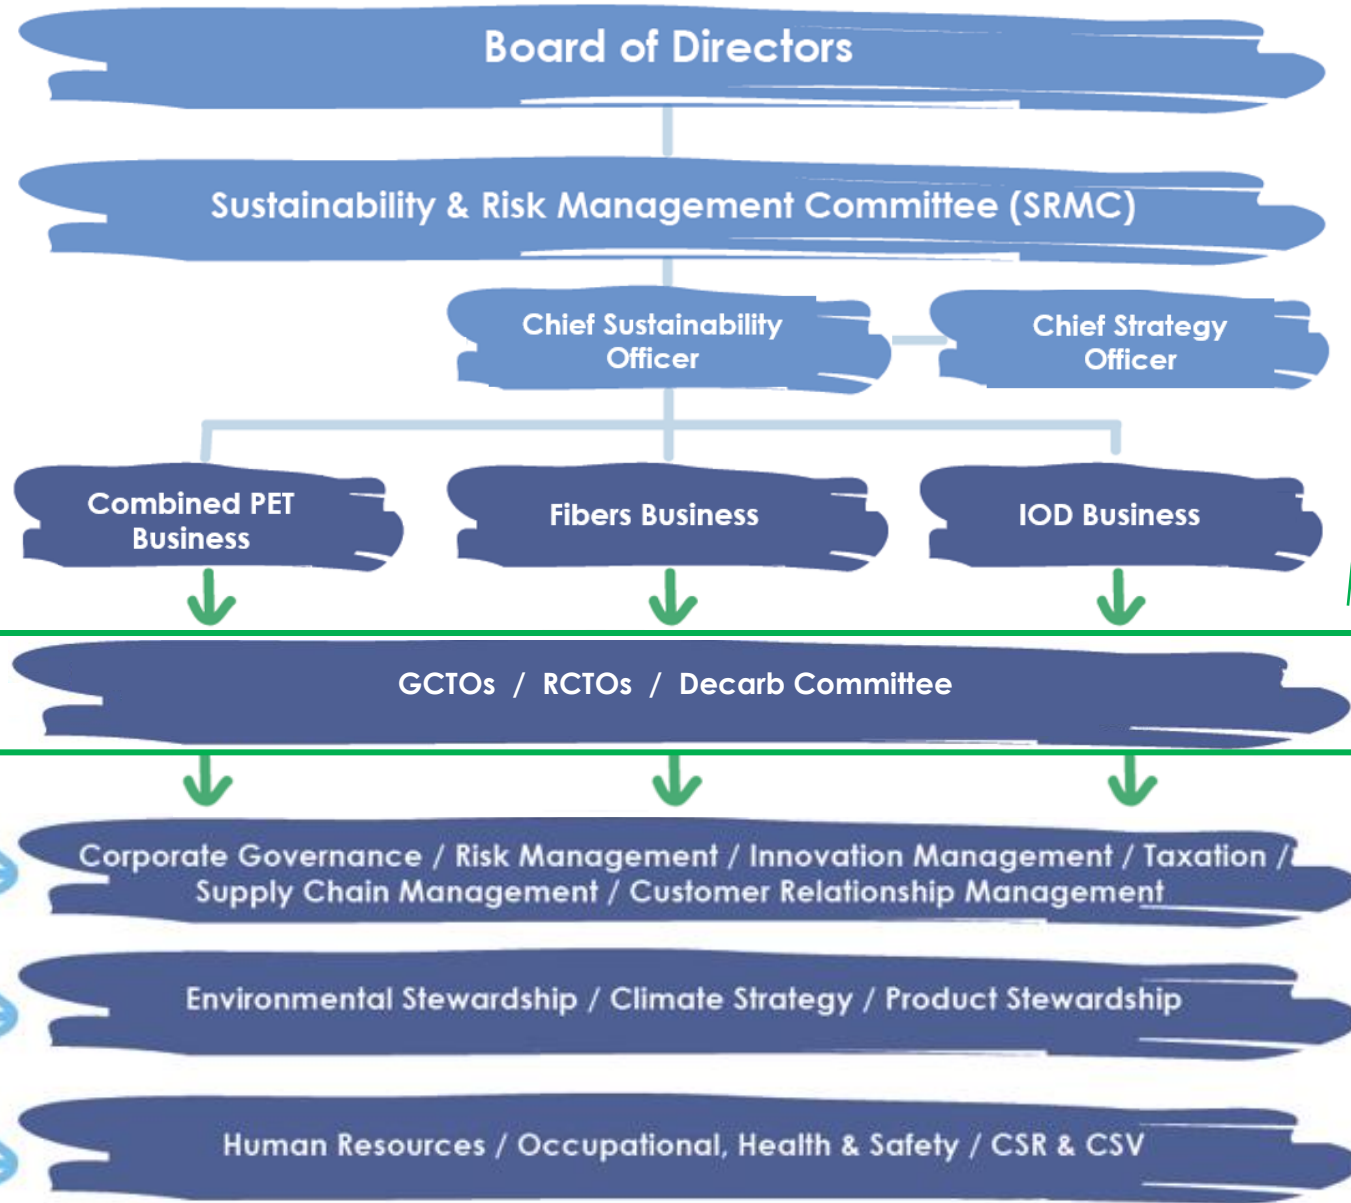 Board of Directors
Sustainability & Risk Management Committee (SRMC)
Chief Sustainability
Officer
Chief Strategy
Officer
Combined PET
Business
Fibers Business
IOD Business
GCTOs / RCTOs / Decarb Committee
Corporate Governance / Risk Management / Innovation Management / Taxation /
Supply Chain Management / Customer Relationship Management
Environmental Stewardship / Climate Strategy / Product Stewardship
Human Resources / Occupational, Health & Safety / CSR & CSV